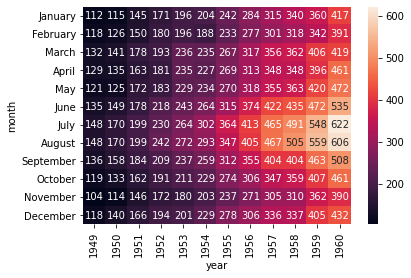 January 112 115 145 171 196 204 242 284 315 340 360 417
February 118 126 150 180 196 188 233 277 301 318 342 391
March 132 141 178 193 236 235 267 317 356 362 406 419
April 129 135 163 181 235 227 269 313 348 348 396 461
May 121 125 172 183 229 234 270 318 355 363 420 472
June 135 149 178 218 243 264 315 374 422 435 472 535
July 148 170 199 230 264 302 364 413 465 491 548 622
August 148 170 199 242 272 293 347 405 467 505 559 606
September 136 158 184 209 237 259 312 355 404 404 463 508
October 119 133 162 191 211 229 274 306 347 359 407 461
November 104 114 146 172 180 203 237 271 305 310 362 390
December 118 140 166 194 201 229 278 306 336 337 405 432
month
1949 1950 1951 1952 1953 1954 1955 1956 1957 1958 1959 1960
year
600
500
400
300
200